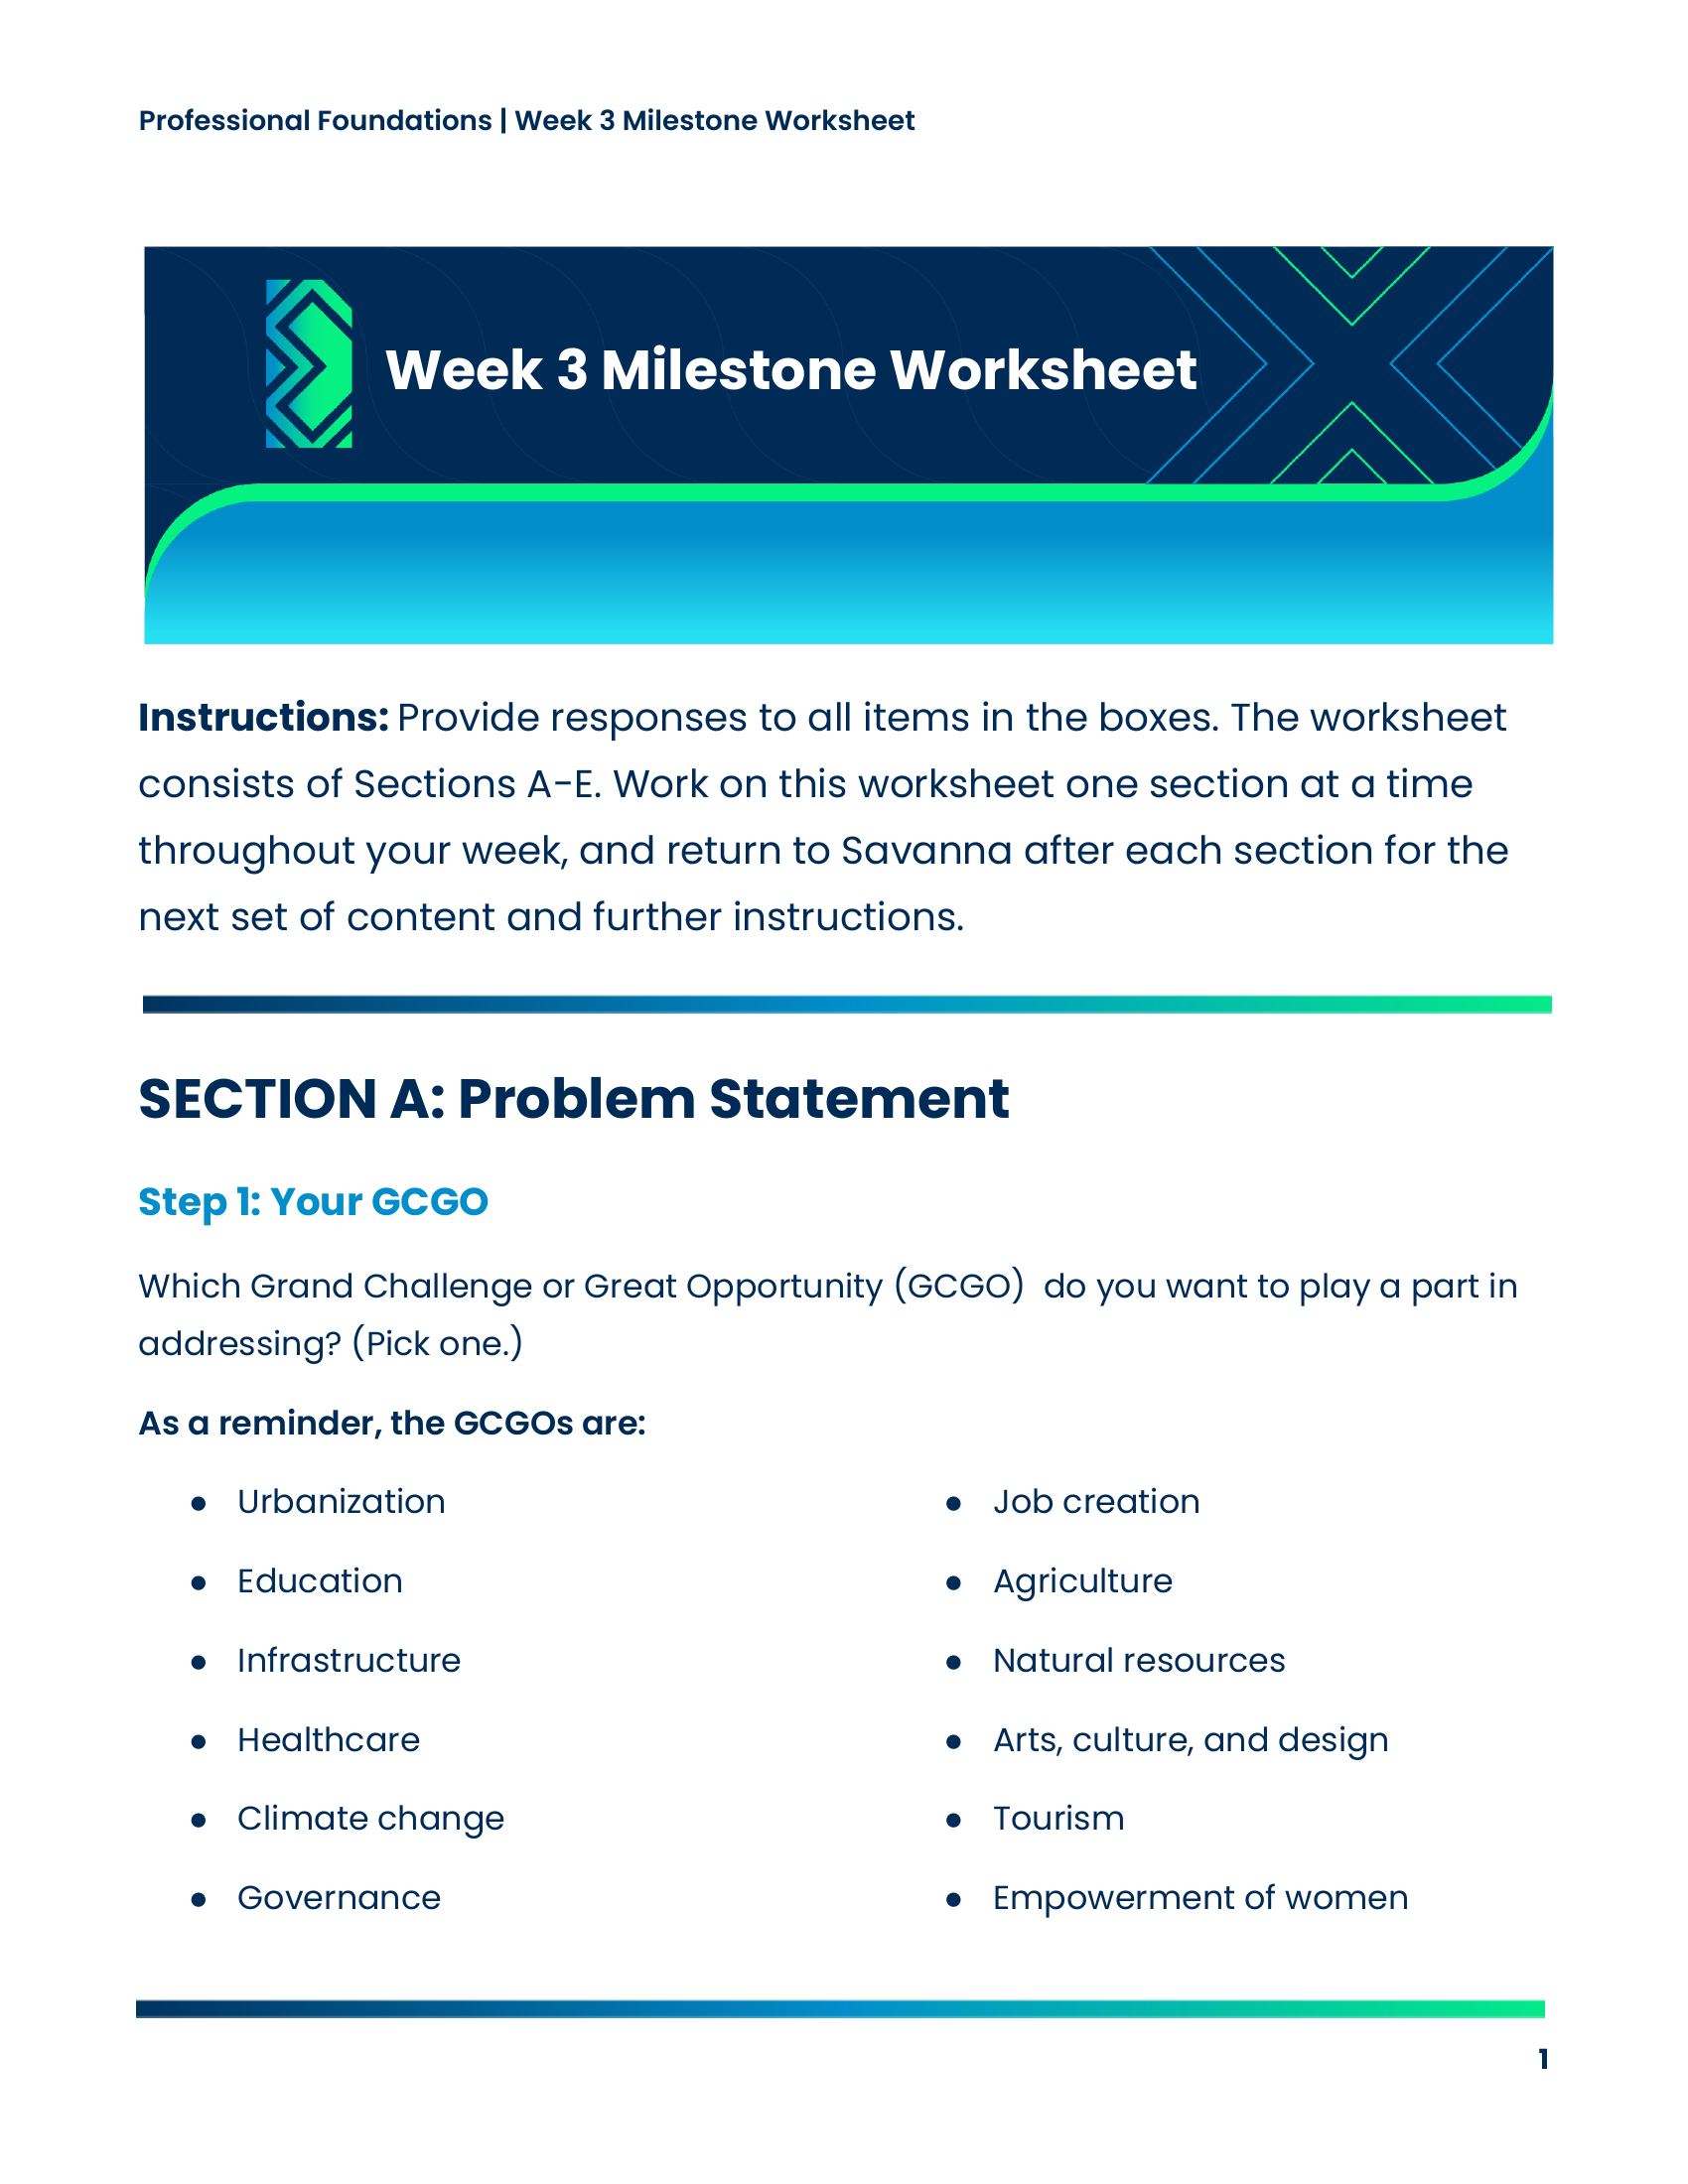 Professional Foundations | Week 3 Milestone Worksheet
Week 3 Milestone Worksheet
Instructions: Provide responses to all items in the boxes. The worksheet
consists of Sections A-E. Work on this worksheet one section at a time
throughout your week, and return to Savanna after each section for the
next set of content and further instructions.
SECTION A: Problem Statement
Step 1: Your GCGO
Which Grand Challenge or Great Opportunity (GCGO)  do you want to play a part in
addressing? (Pick one.)
As a reminder, the GCGOs are:
● Urbanization
● Education
● Infrastructure
● Healthcare
● Climate change
● Governance
● Job creation
● Agriculture
● Natural resources
● Arts, culture, and design
● Tourism
● Empowerment of women
1